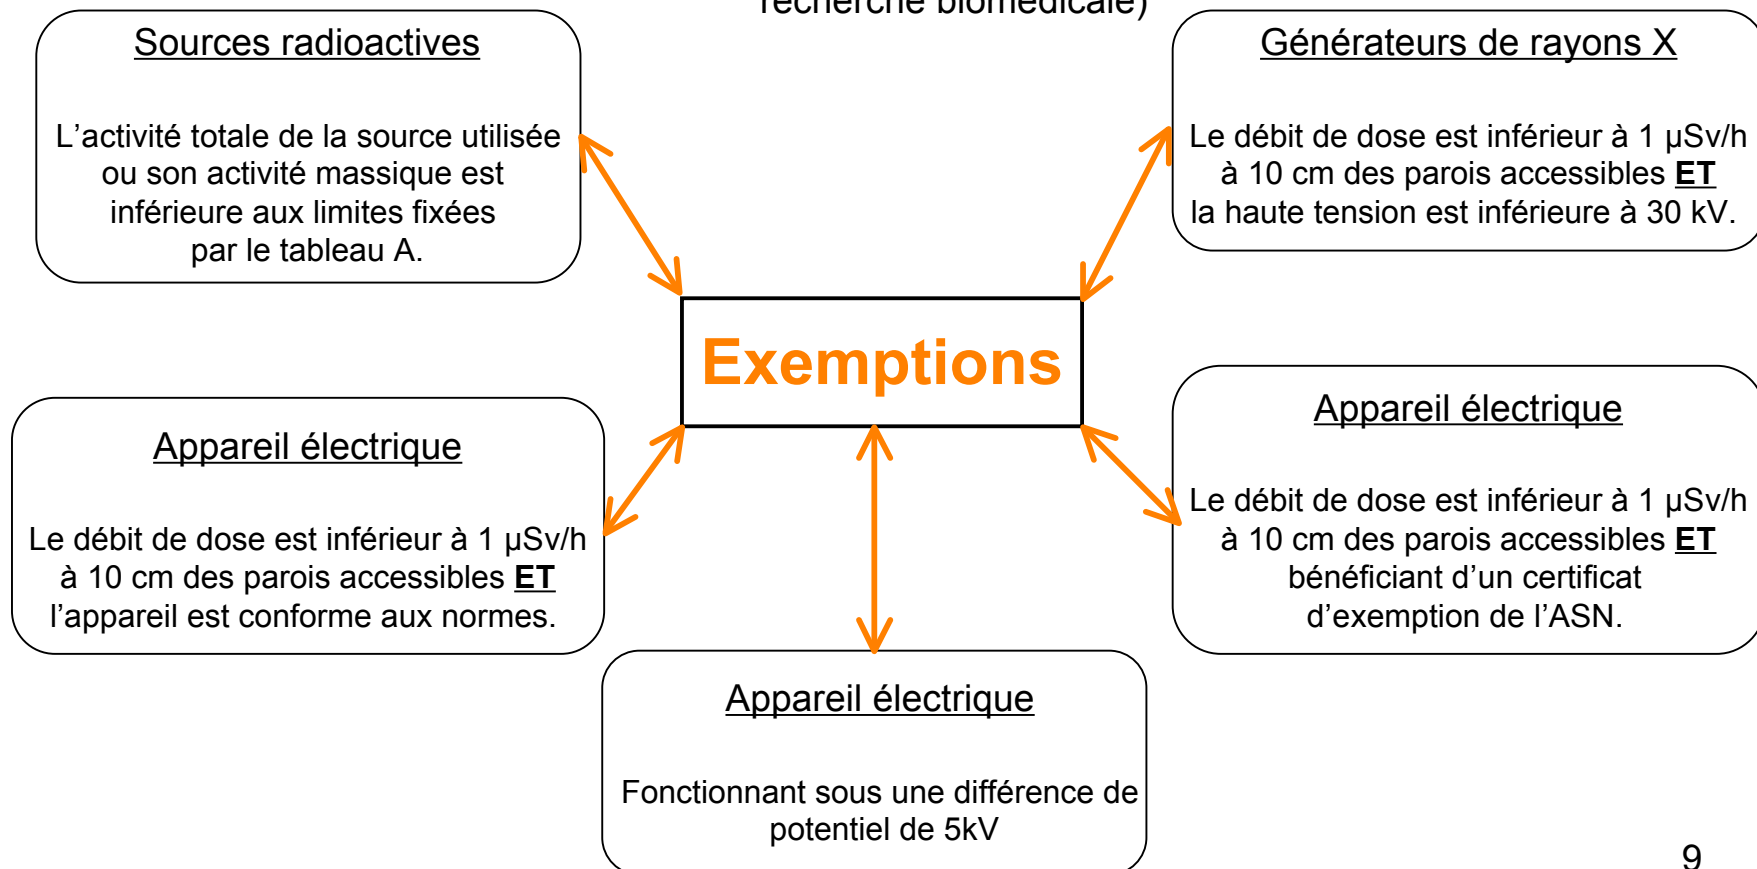 recherche biomédicale)
Sources radioactives
L’activité totale de la source utilisée
ou son activité massique est
inférieure aux limites fixées
par le tableau A.
Générateurs de rayons X
Le débit de dose est inférieur à 1 µSv/h
à 10 cm des parois accessibles ET
la haute tension est inférieure à 30 kV.
Exemptions
Appareil électrique
Le débit de dose est inférieur à 1 µSv/h
à 10 cm des parois accessibles ET
l’appareil est conforme aux normes.
Appareil électrique
Le débit de dose est inférieur à 1 µSv/h
à 10 cm des parois accessibles ET
bénéficiant d’un certificat
d’exemption de l’ASN.
Appareil électrique
Fonctionnant sous une différence de
potentiel de 5kV
9